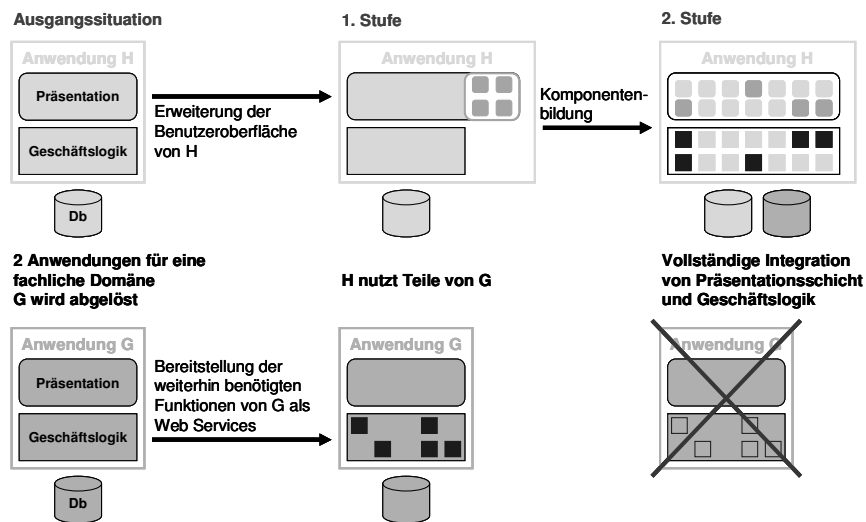 Ausgangssituation
1. Stufe
2. Stufe
Anwendung H
Präsentation
Geschäftslogik
Db
Erweiterung der
Benutzeroberfläche
von H
Anwendung H
Komponenten-
bildung
Anwendung H
2 Anwendungen für eine
fachliche Domäne
G wird abgelöst
H nutzt Teile von G
Vollständige Integration
von Präsentationsschicht
und Geschäftslogik
Anwendung G
Präsentation
Geschäftslogik
Db
Bereitstellung der
weiterhin benötigten
Funktionen von G als
Web Services
Anwendung G
Anwendung G